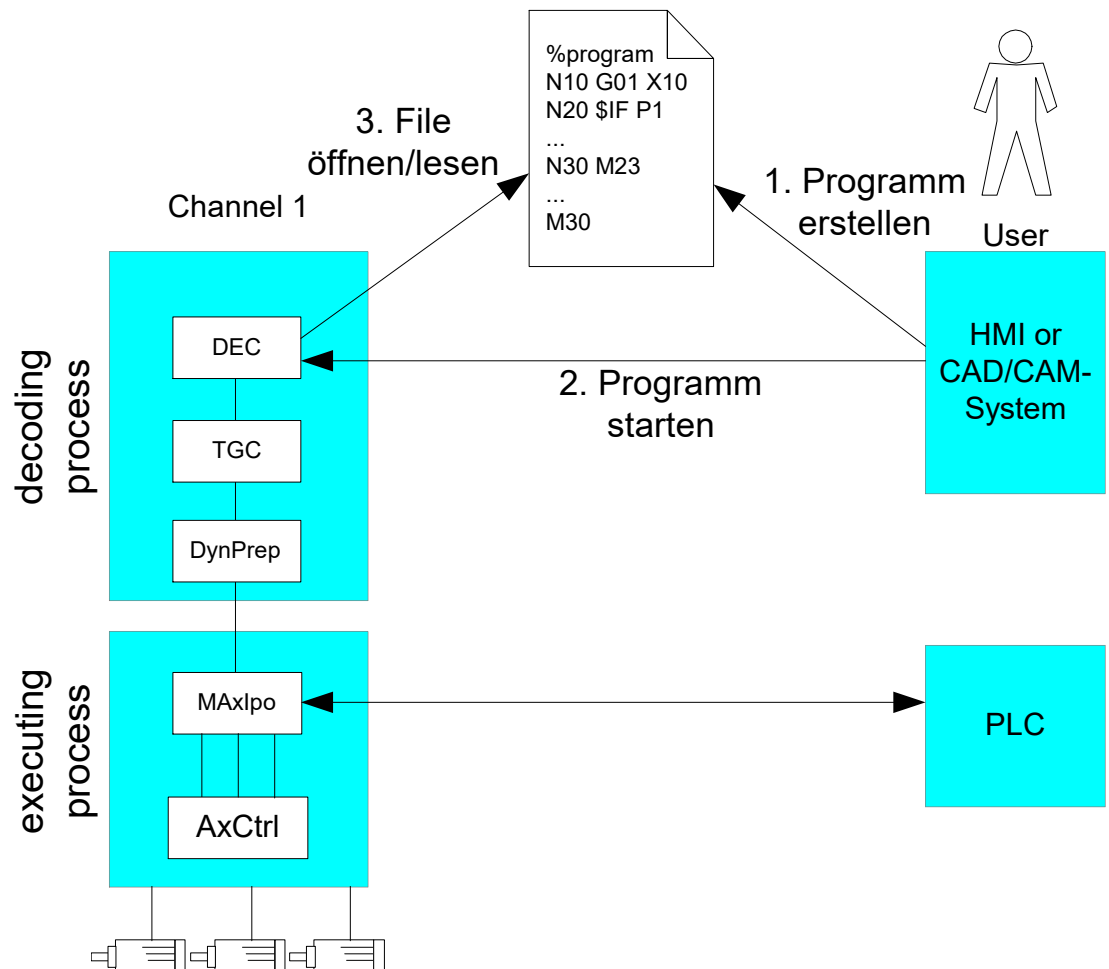 %program
N10 G01 X10
N20 $IF P1
...
N30 M23
...
M30
3. File
öffnen/lesen
1. Programm
erstellen
Channel 1
User
decoding
process
DEC
TGC
DynPrep
2. Programm
starten
HMI or
CAD/CAM-
System
executing
process
MAxIpo
AxCtrl
PLC